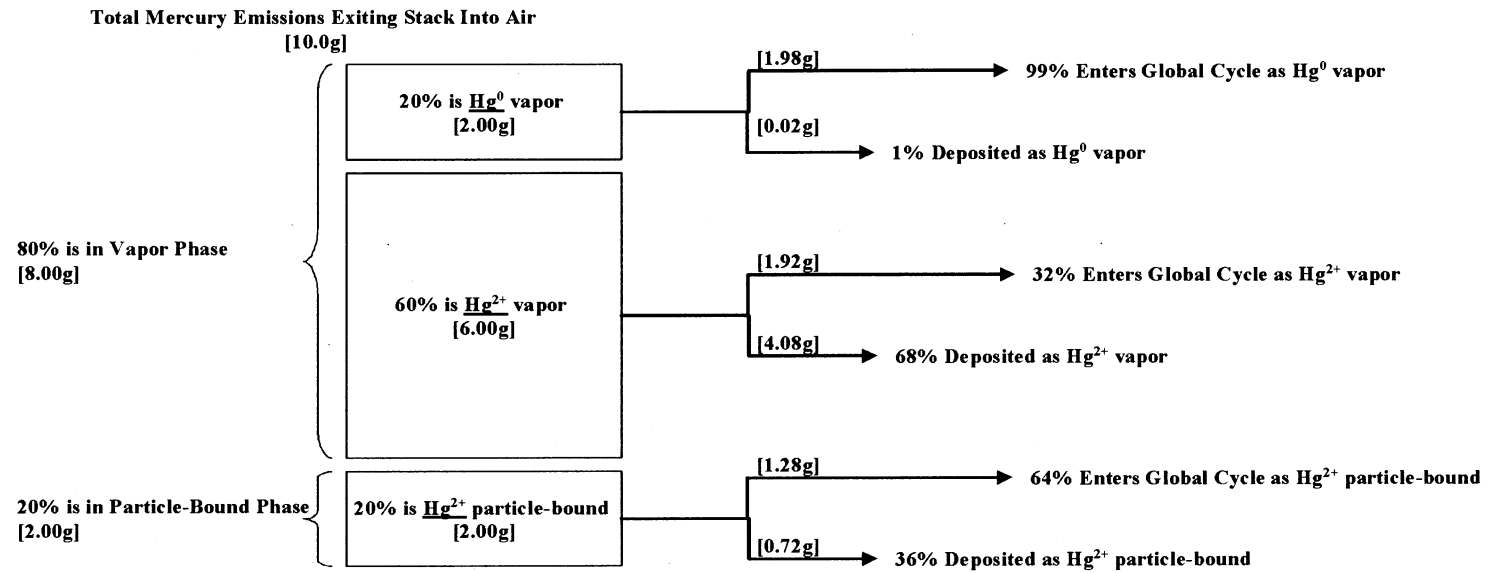 Total Mercury Emissions Exiting Stack Into Air
[10.0g]
[1.98g]
99% Enters Global Cycle as Hg⁰ vapor
20% is Hg⁰ vapor
[2.00g]
[0.02g]
1% Deposited as Hg⁰ vapor
80% is in Vapor Phase
[8.00g]
60% is Hg²⁺ vapor
[6.00g]
[1.92g]
32% Enters Global Cycle as Hg²⁺ vapor
[4.08g]
68% Deposited as Hg²⁺ vapor
20% is in Particle-Bound Phase
[2.00g]
20% is Hg²⁺ particle-bound
[2.00g]
[1.28g]
64% Enters Global Cycle as Hg²⁺ particle-bound
[0.72g]
36% Deposited as Hg²⁺ particle-bound